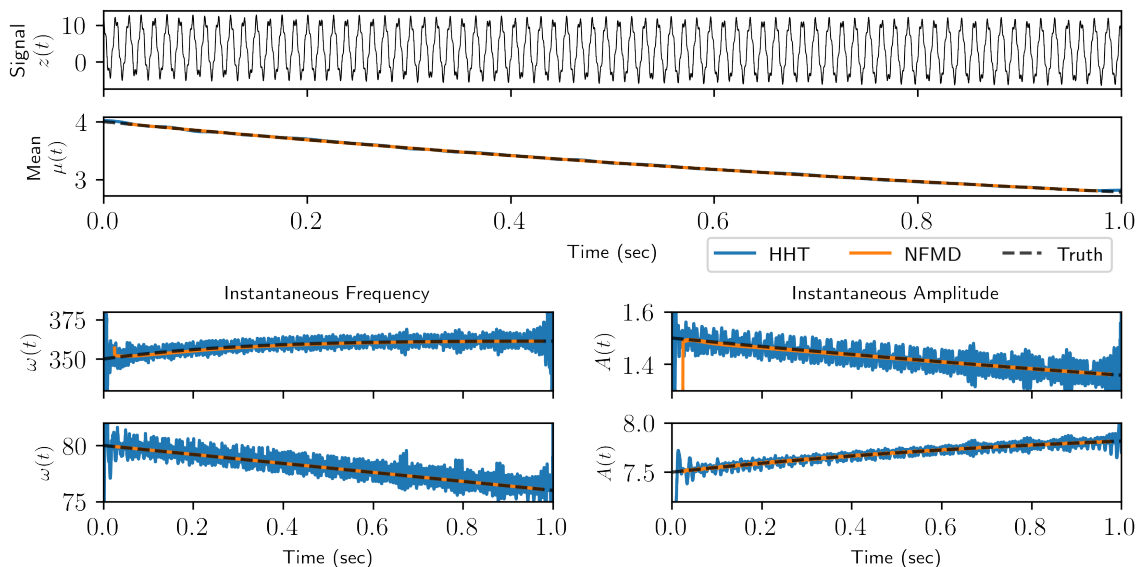 Signal
z(t)
10
0
Mean
μ(t)
4
3
0.0 0.2 0.4 0.6 0.8 1.0
Time (sec)
HHT NFMD Truth
Instantaneous Frequency
ω(t)
375
350
ω(t)
80
75
0.0 0.2 0.4 0.6 0.8 1.0
Time (sec)
Instantaneous Amplitude
A(t)
1.6
1.4
A(t)
8.0
7.5
0.0 0.2 0.4 0.6 0.8 1.0
Time (sec)